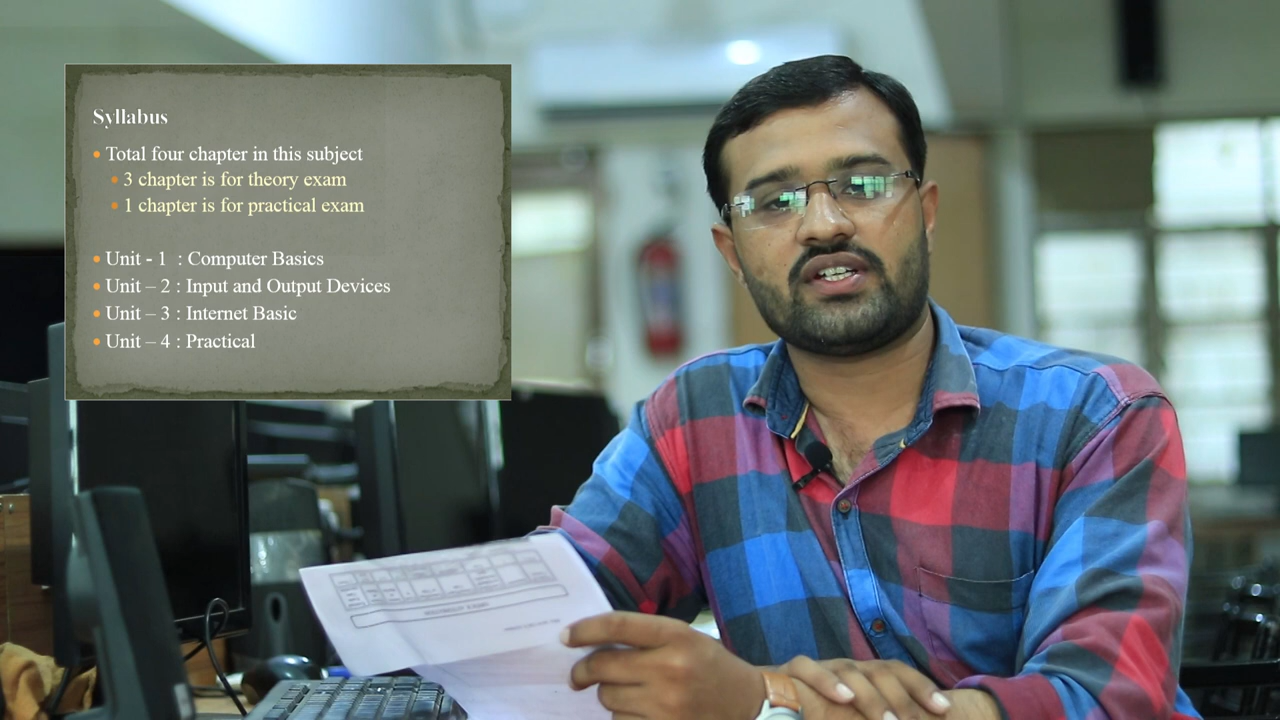 Syllabus
• Total four chapter in this subject
• 3 chapter is for theory exam
• 1 chapter is for practical exam
• Unit - 1 : Computer Basics
• Unit – 2 : Input and Output Devices
• Unit – 3 : Internet Basic
• Unit – 4 : Practical